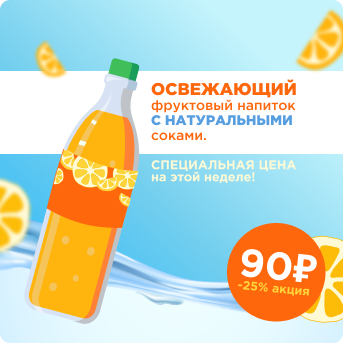 ОСВЕЖАЮЩИЙ
фруктовый напиток
С НАТУРАЛЬНЫМИ
соками.
СПЕЦИАЛЬНАЯ ЦЕНА
на этой неделе!
90₽
-25% акция